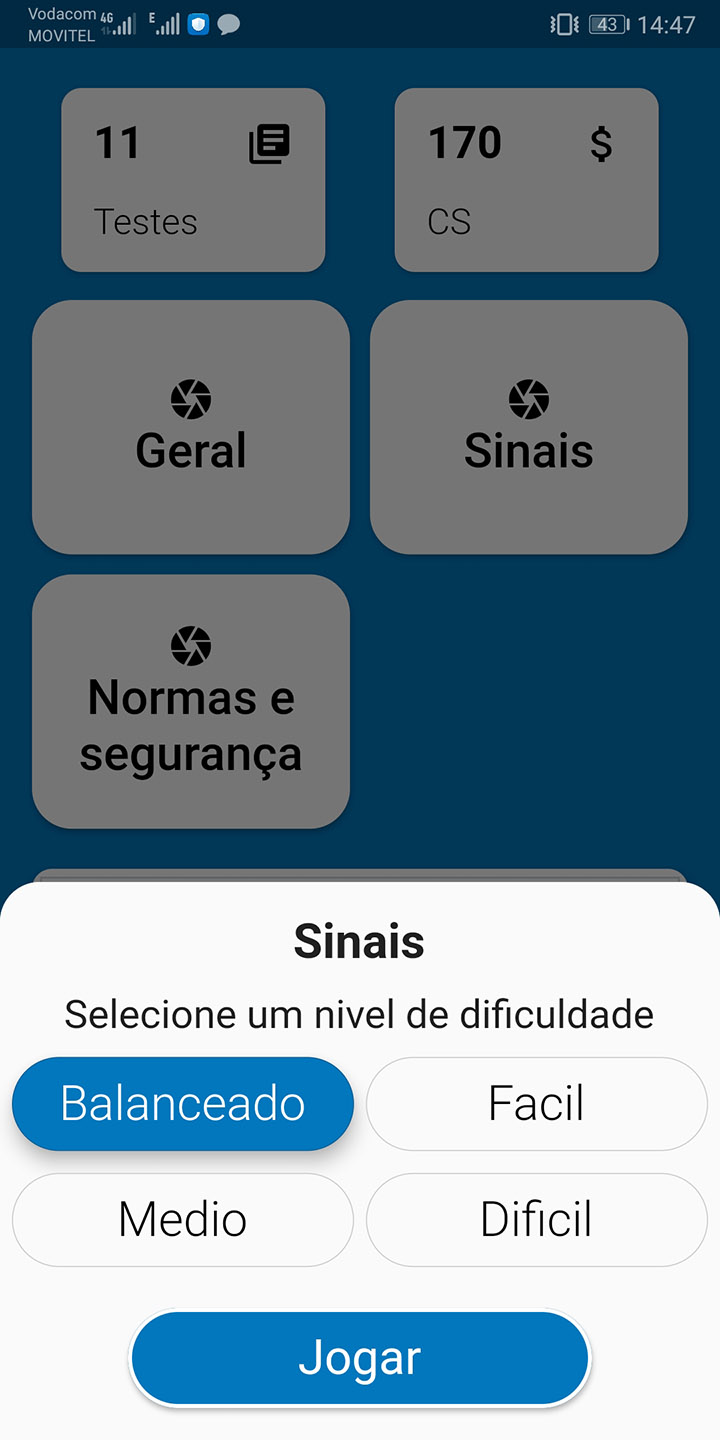 Vodacom 4G E 43 14:47
MOVITEL
11
170 $
Testes
CS
Geral
Sinais
Normas e
segurança
Sinais
Selecione um nivel de dificuldade
Balanceado
Facil
Medio
Dificil
Jogar